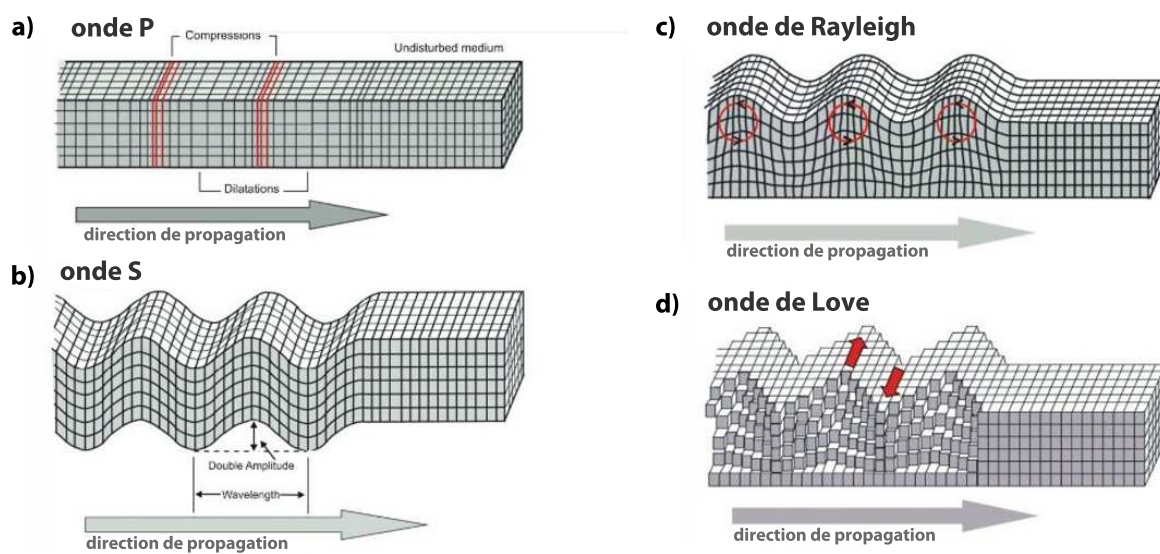 a) onde P
Compressions
Undisturbed medium
Dilatations
direction de propagation
b) onde S
Double Amplitude
Wavelength
direction de propagation
c) onde de Rayleigh
direction de propagation
d) onde de Love
direction de propagation